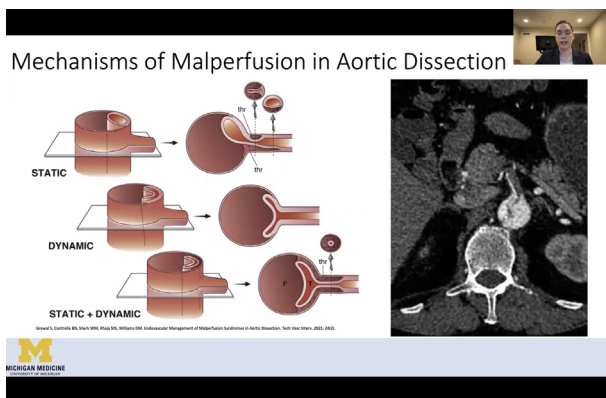 Mechanisms of Malperfusion in Aortic Dissection
thr
thr
STATIC
DYNAMIC
thr
F
T
STATIC + DYNAMIC
Grewal S, Contrella BN, Sherk WM, Khaja MS, Williams DM. Endovascular Management of Malperfusion Syndromes in Aortic Dissection. Tech Vasc Interv. 2021; 24(2).
M
MICHIGAN MEDICINE
UNIVERSITY OF MICHIGAN